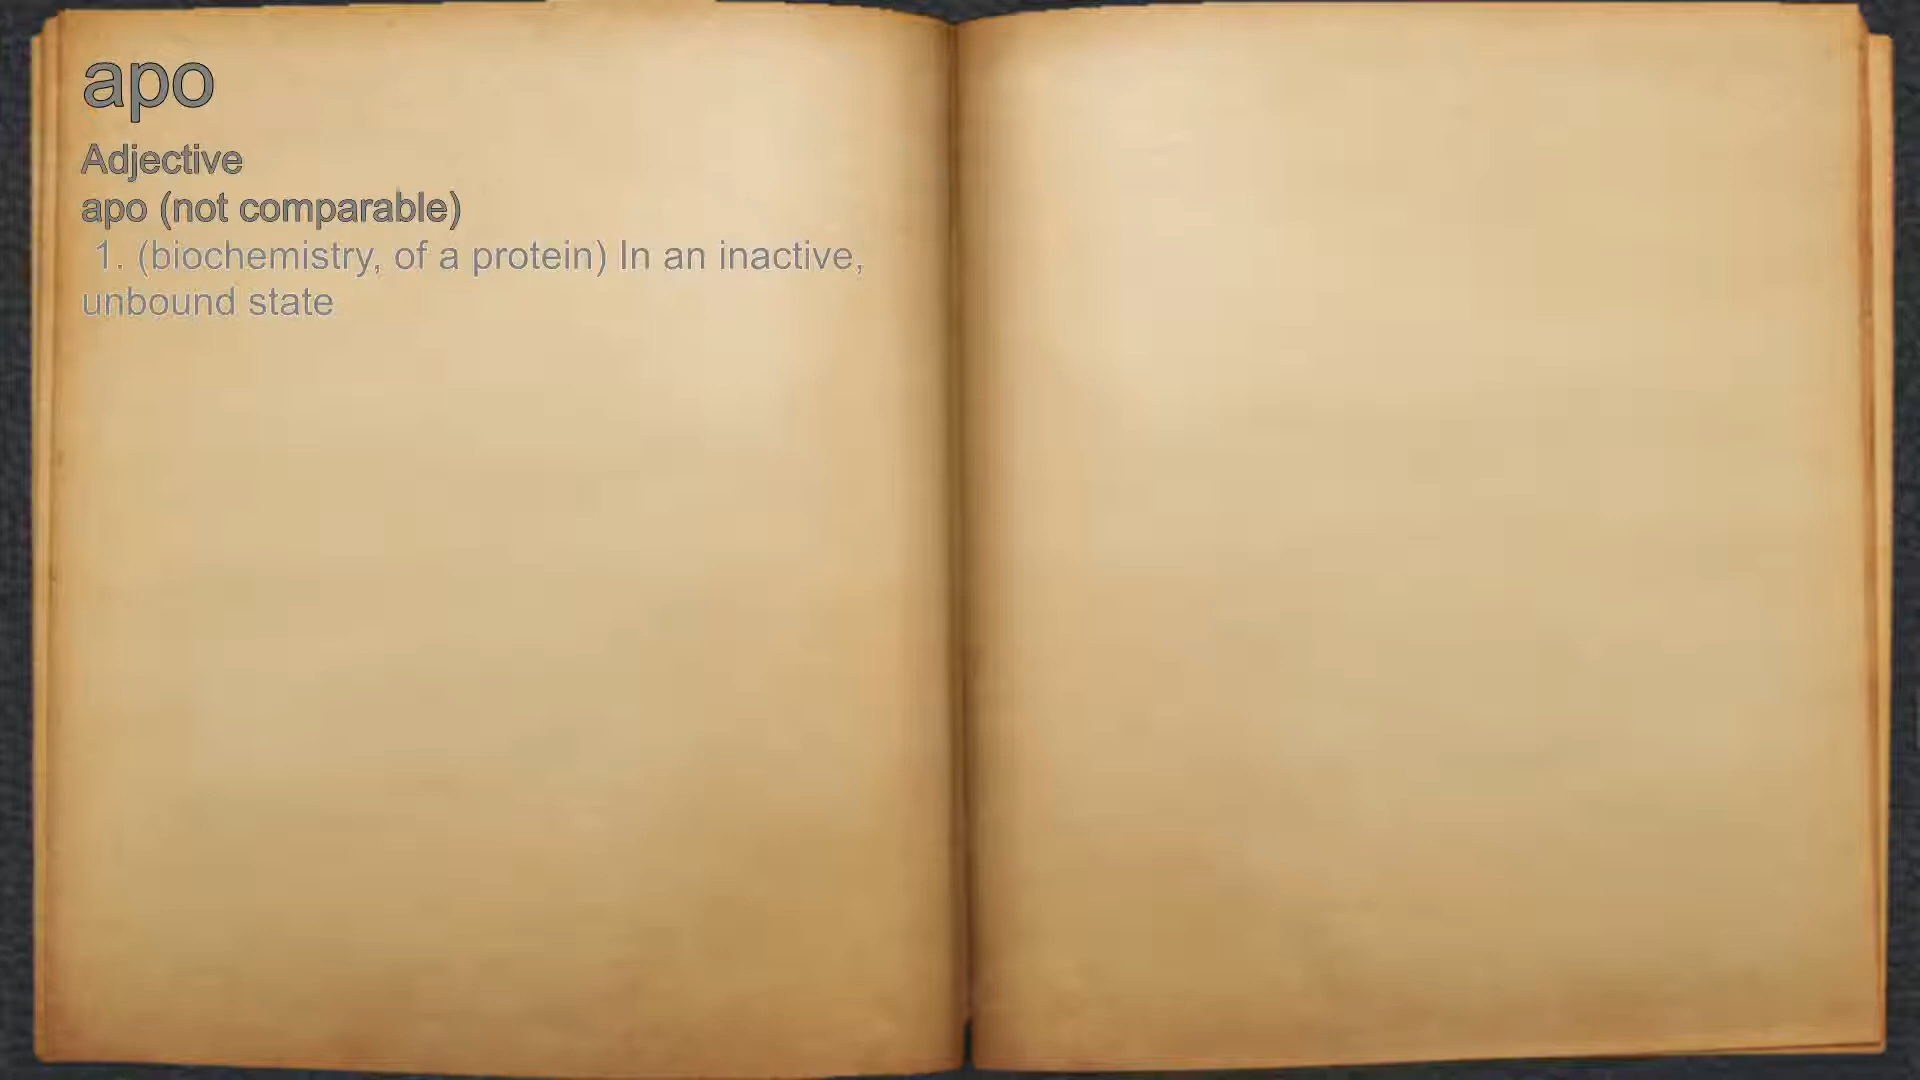 apo
Adjective
apo (not comparable)
1. (biochemistry, of a protein) In an inactive,
unbound state